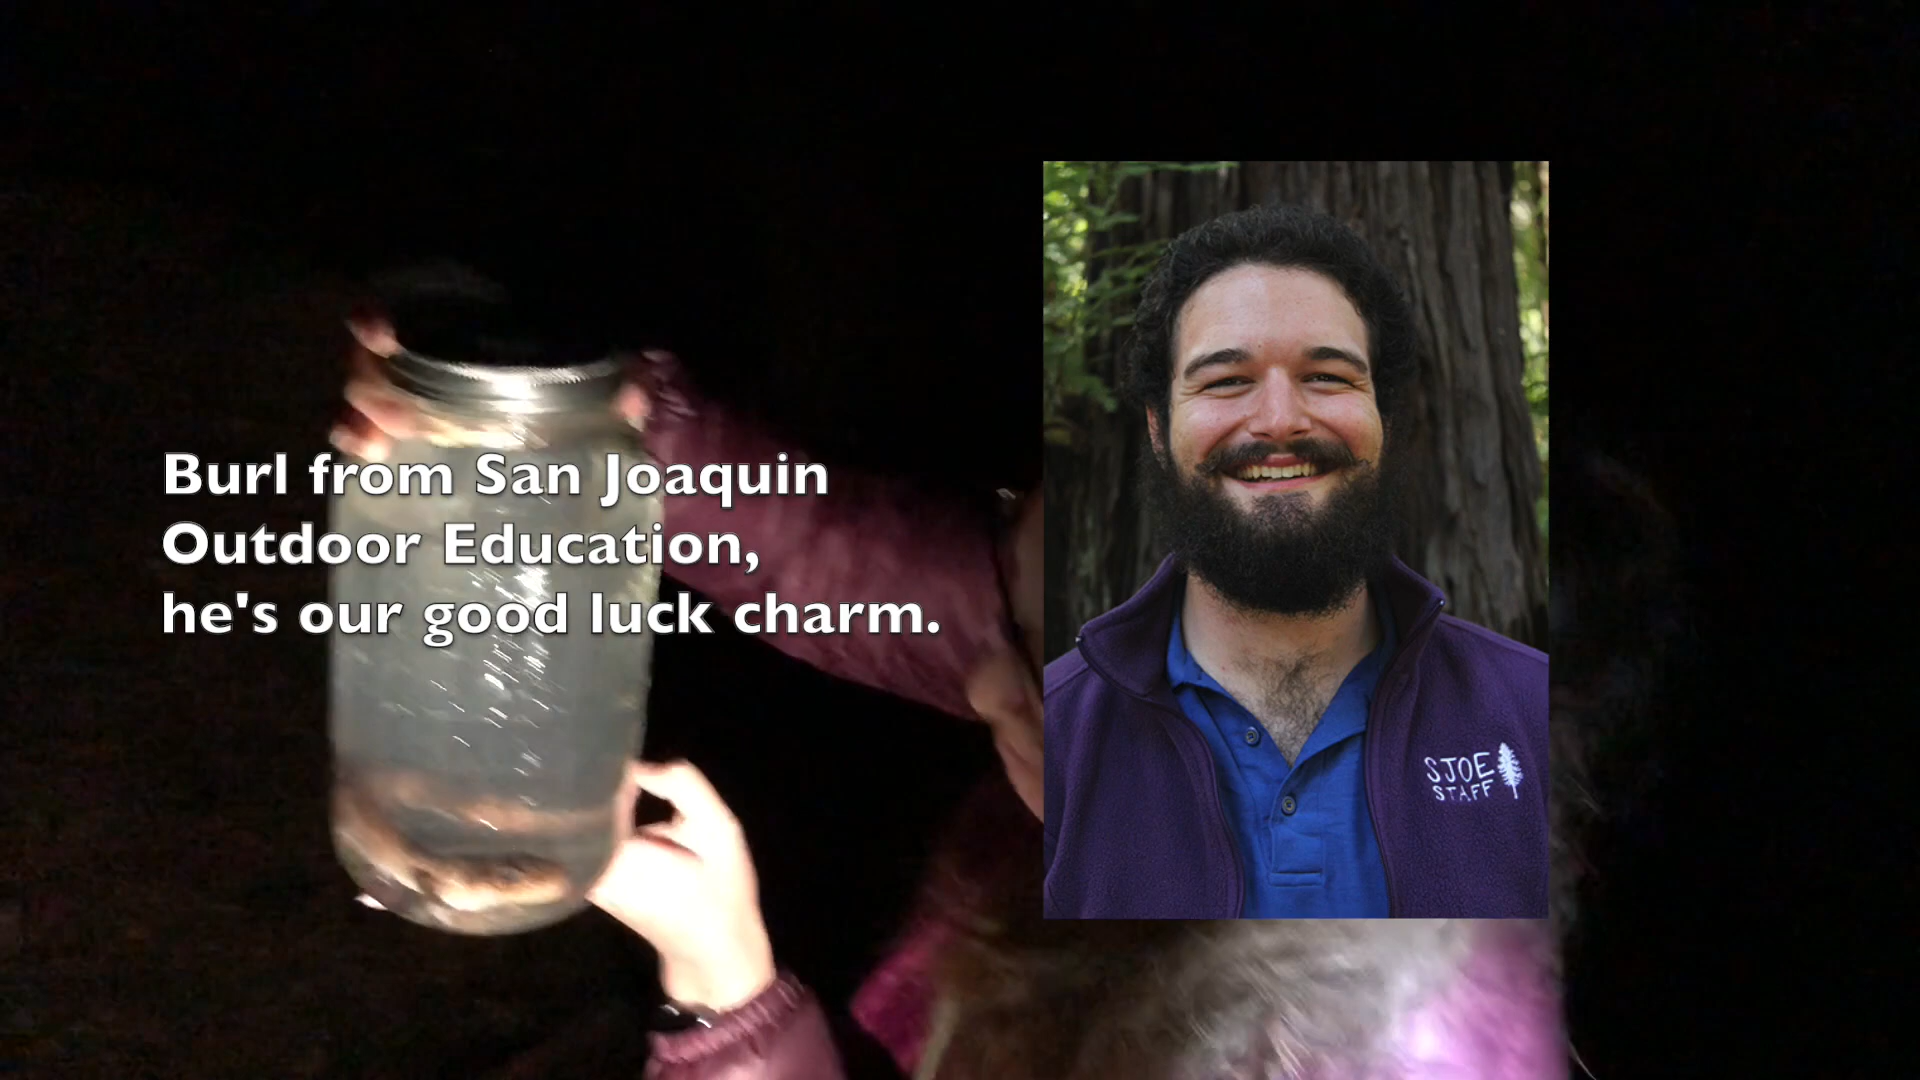 Burl from San Joaquin
Outdoor Education,
he's our good luck charm.
SJOE
STAFF